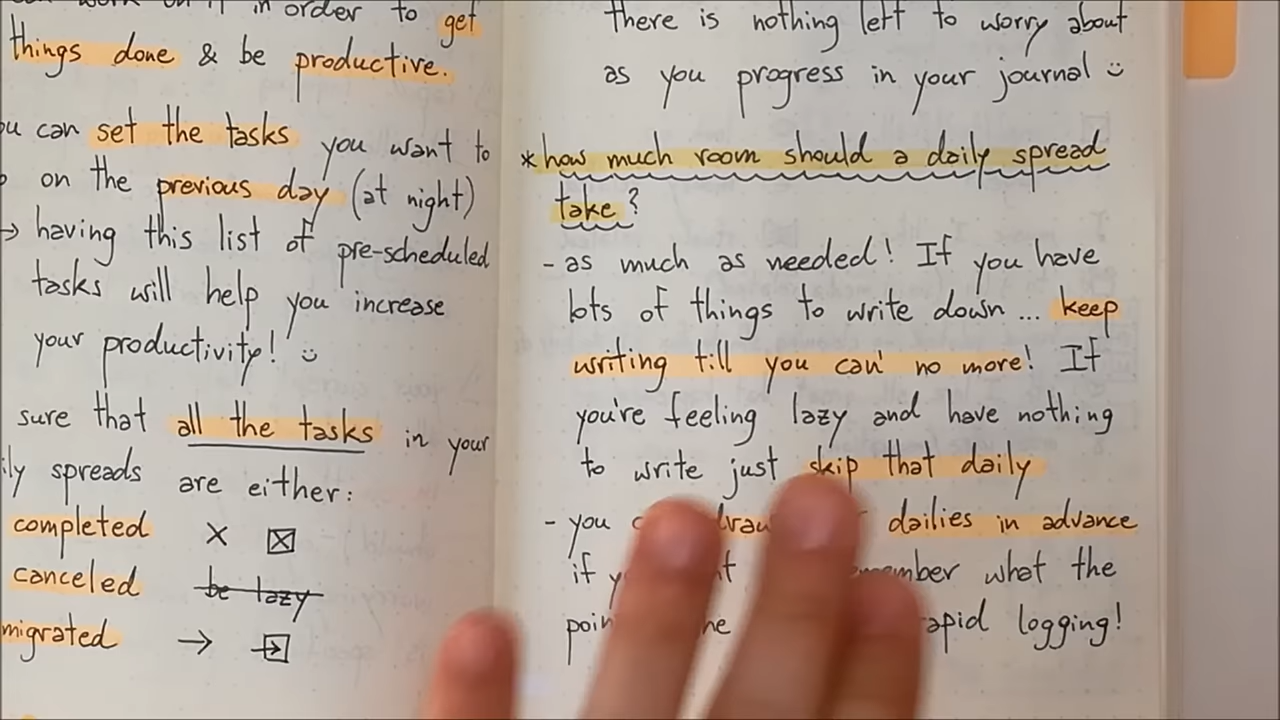 work on it in order to get
things done & be productive.
can set the tasks you want to
on the previous day (at night)
→ having this list of pre-scheduled
tasks will help you increase
your productivity! ☺
sure that all the tasks in your
spreads are either:
completed × ☒
canceled be lazy
migrated →
there is nothing left to worry about
as you progress in your journal ☺
* how much room should a daily spread
take?
- as much as needed! If you have
lots of things to write down... keep
writing till you can' no more! If
you're feeling lazy and have nothing
to write just skip that daily
- you dailies in advance
if what the
logging!